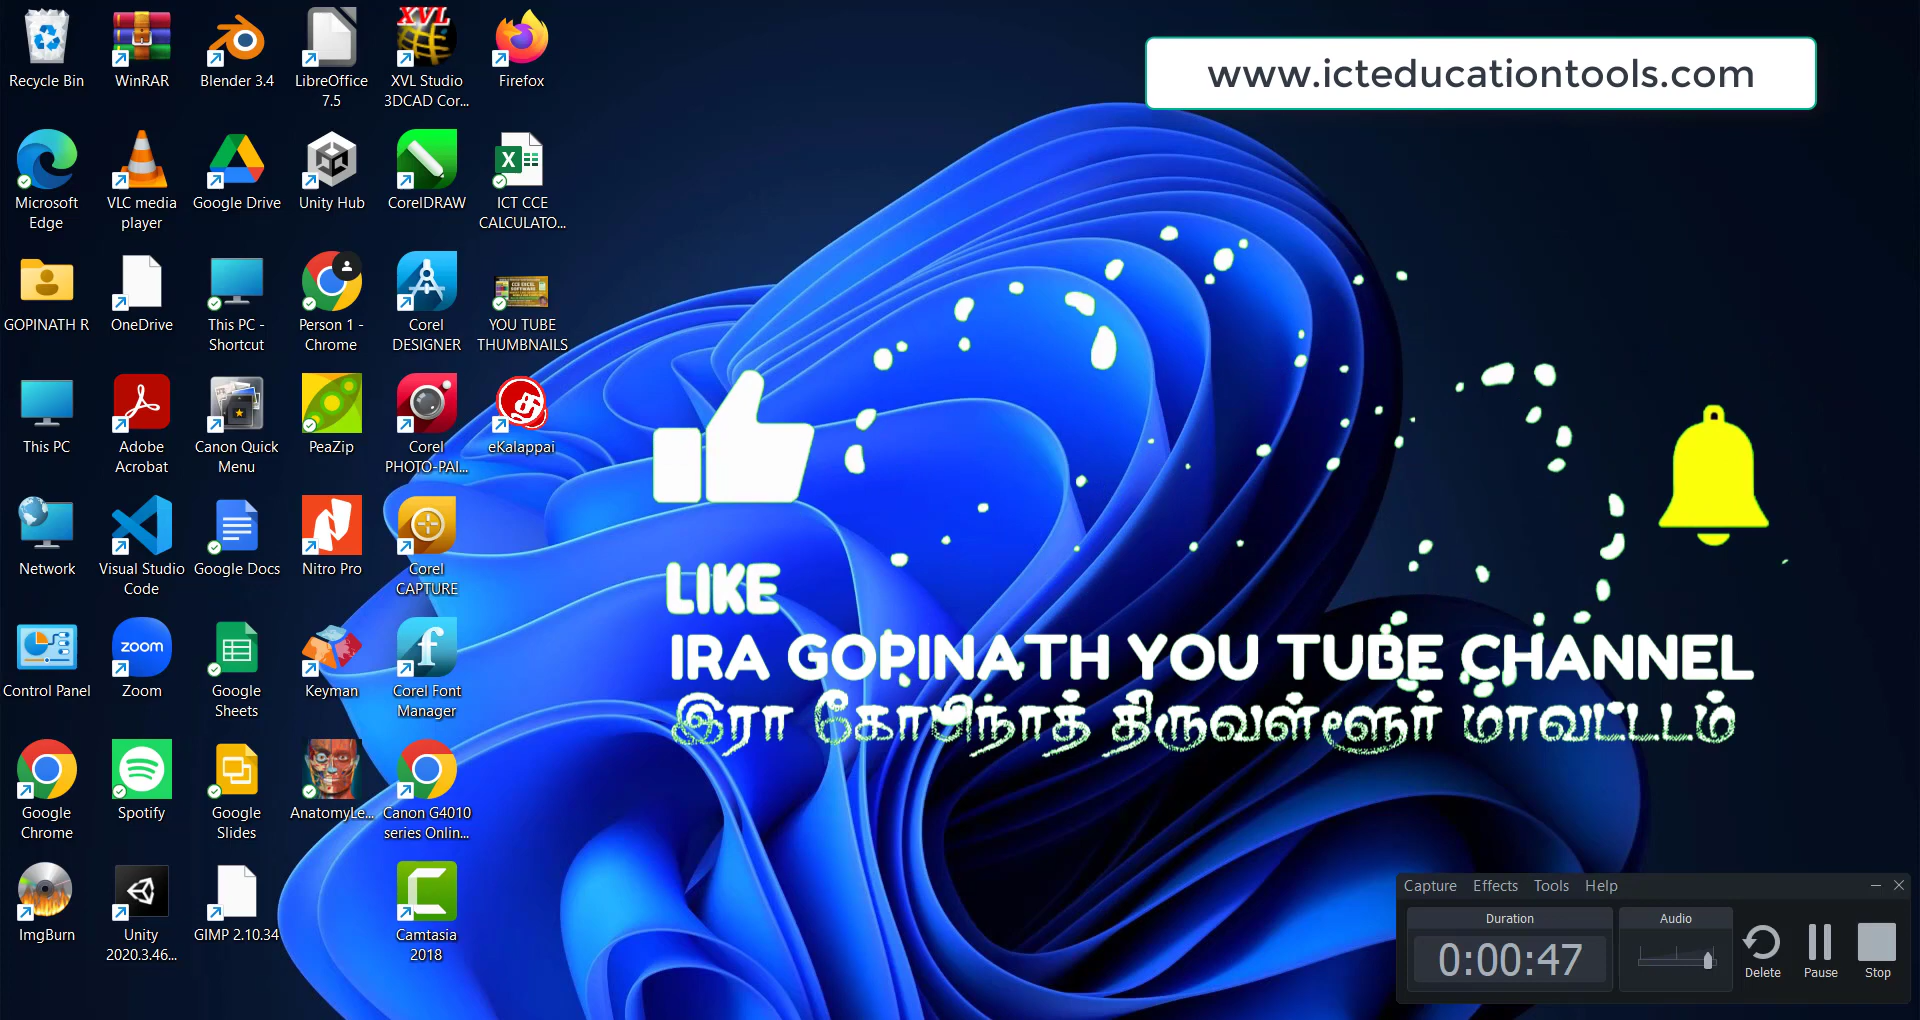 Recycle Bin
WinRAR
Blender 3.4
LibreOffice
7.5
XVL
XVL Studio
3DCAD Cor...
Firefox
www.icteducationtools.com
Microsoft
Edge
VLC media
player
Google Drive
Unity Hub
CorelDRAW
ICT CCE
CALCULATO...
GOPINATH R
OneDrive
This PC -
Shortcut
Person 1 -
Chrome
Corel
DESIGNER
YOU TUBE
THUMBNAILS
This PC
Adobe
Acrobat
Canon Quick
Menu
PeaZip
Corel
PHOTO-PAI...
eKalappai
Network
Visual Studio
Code
Google Docs
Nitro Pro
Corel
CAPTURE
LIKE
IRA GOPINATH YOU TUBE CHANNEL
இரா கோபிநாத் திருவள்ளூர் மாவட்டம்
Control Panel
zoom
Zoom
Google
Sheets
Keyman
Corel Font
Manager
Google
Chrome
Spotify
Google
Slides
AnatomyLe...
Canon G4010
series Onlin...
ImgBurn
Unity
2020.3.46...
GIMP 2.10.34
Camtasia
2018
Capture Effects Tools Help
Duration
Audio
0:00:47
Delete
Pause
Stop